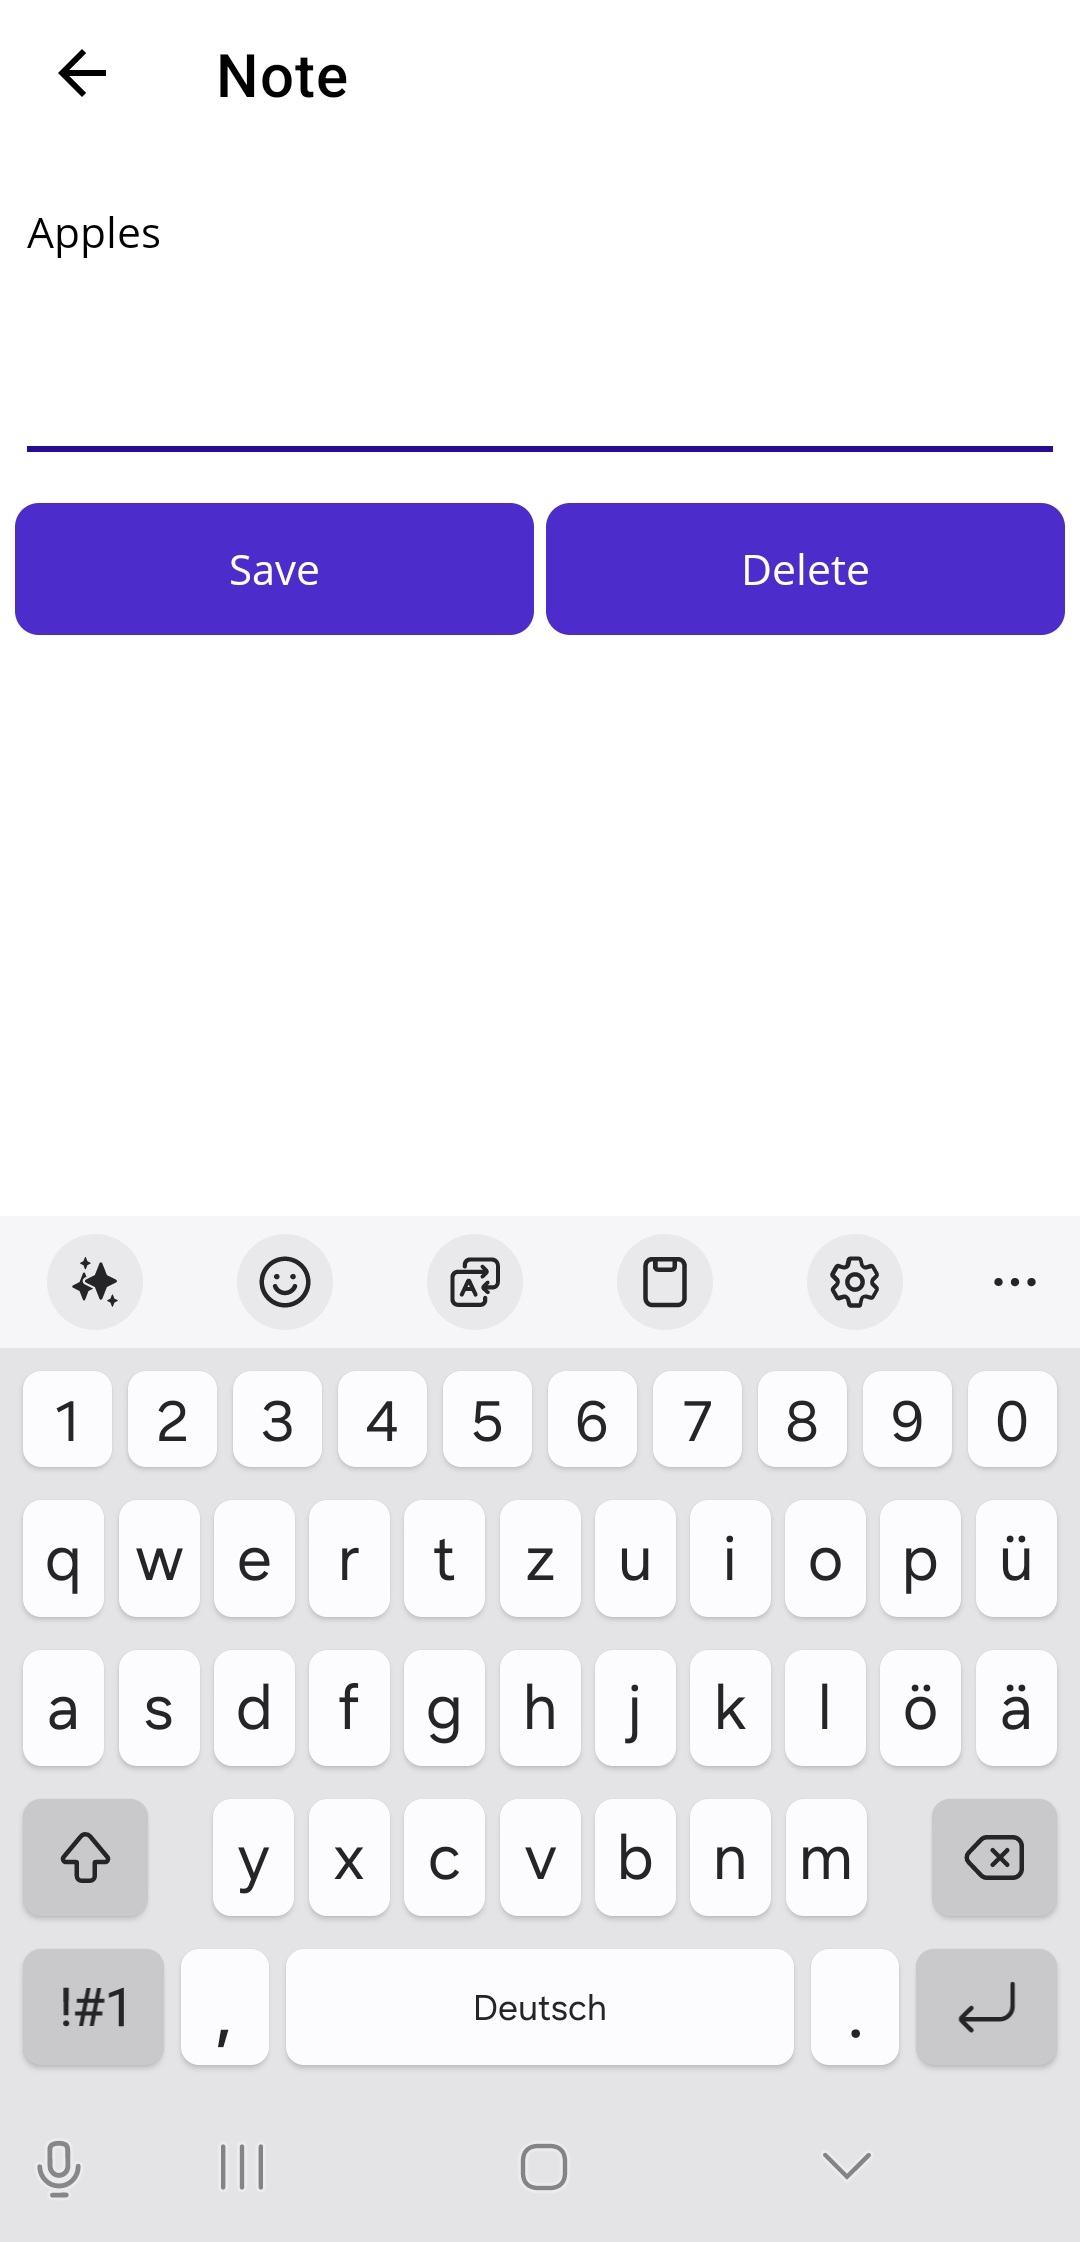 Note
Apples
Save Delete
1 2 3 4 5 6 7 8 9 0
q w e r t z u i o p ü
a s d f g h j k l ö ä
y x c v b n m
!#1 , Deutsch .